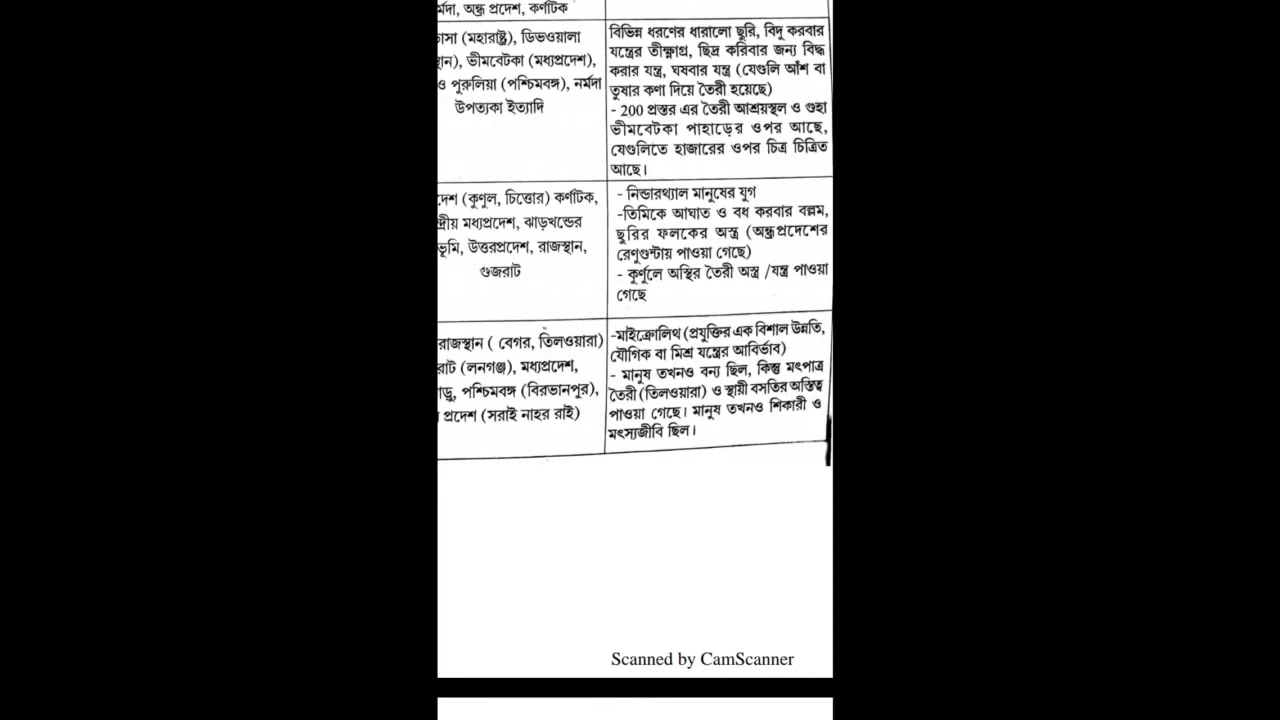 র্মদা, অন্ধ্র প্রদেশ, কর্ণাটক
াসা (মহারাষ্ট্র), ডিভওয়ালা
স্থান), ভীমবেটকা (মধ্যপ্রদেশ),
ও পুরুলিয়া (পশ্চিমবঙ্গ), নর্মদা
উপত্যকা ইত্যাদি
বিভিন্ন ধরণের ধারালো ছুরি, বিদু করবার
যন্ত্রের তীক্ষ্ণাগ্র, ছিদ্র করিবার জন্য বিদ্ধ
করার যন্ত্র, ঘষবার যন্ত্র (যেগুলি আঁশ বা
তুষার কণা দিয়ে তৈরী হয়েছে)
- 200 প্রস্তর এর তৈরী আশ্রয়স্থল ও গুহা
ভীমবেটকা পাহাড়ের ওপর আছে,
যেগুলিতে হাজারের ওপর চিত্র চিত্রিত
আছে।
দেশ (কুণুল, চিত্তোর) কর্ণাটক,
ন্দ্রীয় মধ্যপ্রদেশ, ঝাড়খন্ডের
ভূমি, উত্তরপ্রদেশ, রাজস্থান,
গুজরাট
- নিন্ডারথ্যাল মানুষের যুগ
-তিমিকে আঘাত ও বধ করবার বল্লম,
ছুরির ফলকের অস্ত্র (অন্ধ্রপ্রদেশের
রেণুগুন্টায় পাওয়া গেছে)
- কুর্ণুলে অস্থির তৈরী অস্ত্র /যন্ত্র পাওয়া
গেছে
রাজস্থান ( বেগর, তিলওয়ারা)
রাট (লনগঞ্জ), মধ্যপ্রদেশ,
াড়ু, পশ্চিমবঙ্গ (বিরভানপুর),
প্রদেশ (সরাই নাহর রাই)
-মাইক্রোলিথ (প্রযুক্তির এক বিশাল উন্নতি,
যৌগিক বা মিশ্র যন্ত্রের আবির্ভাব)
- মানুষ তখনও বন্য ছিল, কিন্তু মৎপাত্র
তৈরী (তিলওয়ারা) ও স্থায়ী বসতির অস্তিত্ব
পাওয়া গেছে। মানুষ তখনও শিকারী ও
মৎস্যজীবি ছিল।
Scanned by CamScanner